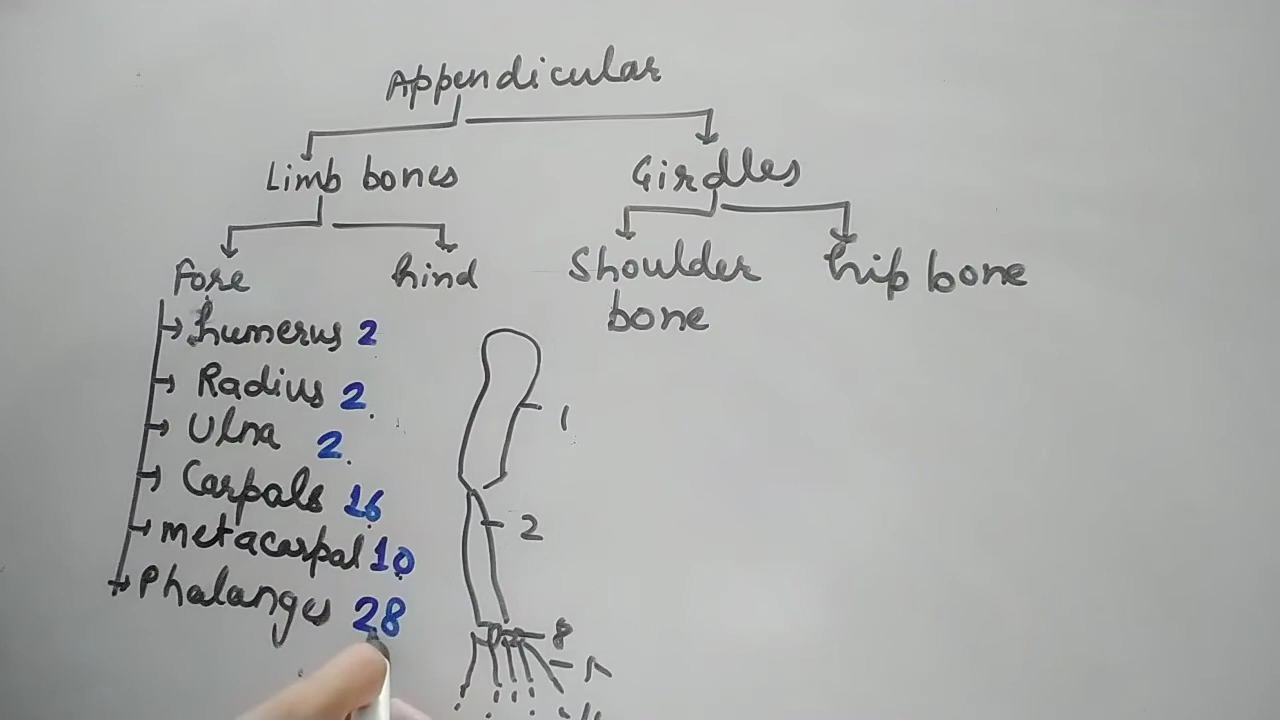 Appendicular
Limb bones
Girdles
Fore
hind
Shoulder
bone
hip bone
humerus 2
Radius 2
Ulna 2
Carpals 16
metacarpal 10
Phalanges 28
1
2
8